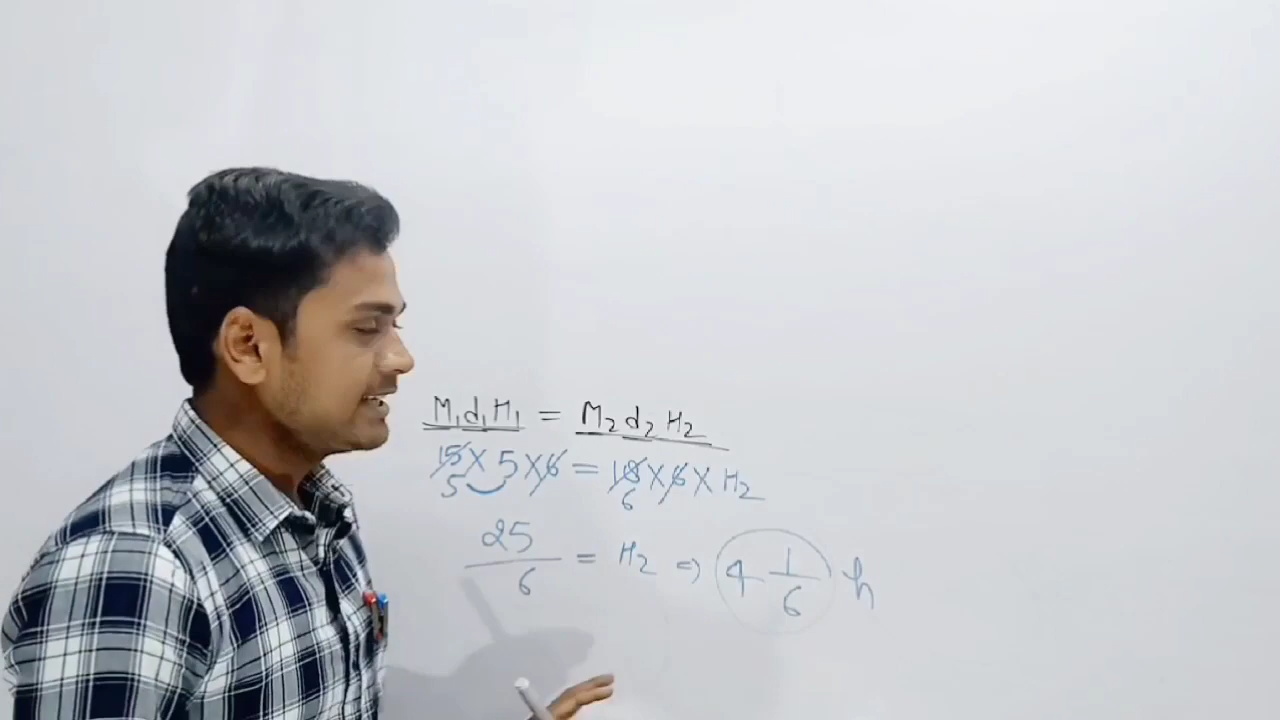 M₁d₁H₁ = M₂d₂H₂
15 X 5 X 6 = 18 X 6 X H₂
5 6
25/6 = H₂ ⇒ 4 1/6 h